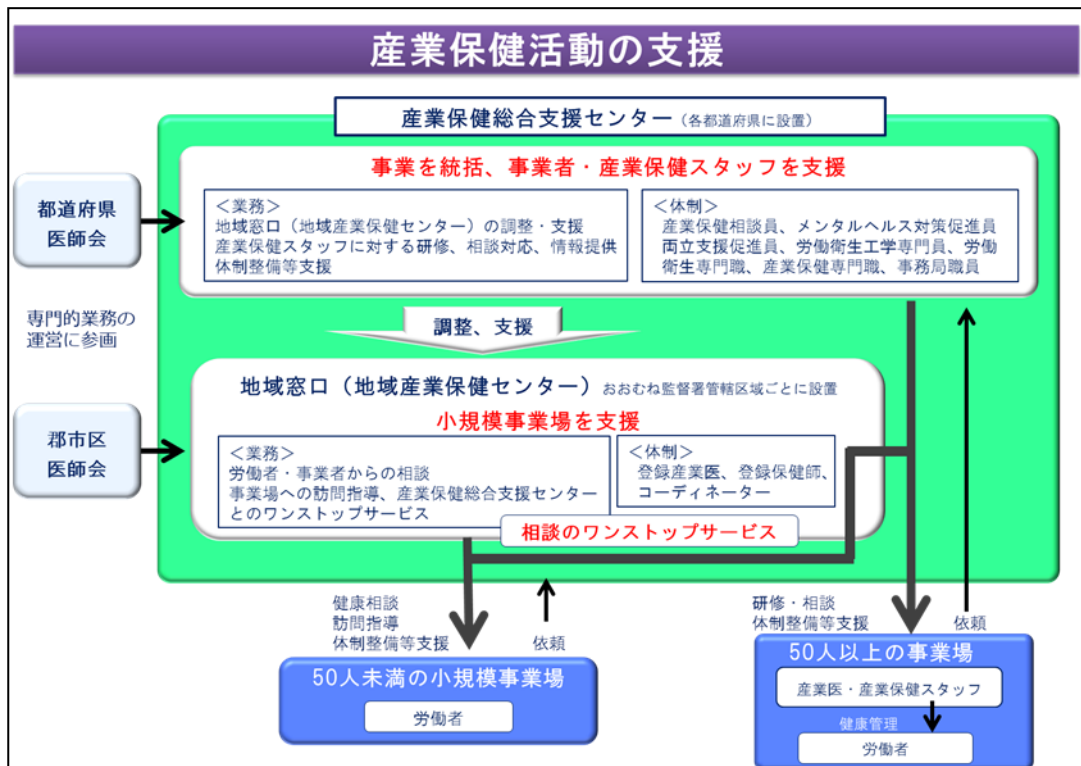 産業保健活動の支援
産業保健総合支援センター（各都道府県に設置）
事業を統括、事業者・産業保健スタッフを支援
都道府県
医師会
＜業務＞
地域窓口（地域産業保健センター）の調整・支援
産業保健スタッフに対する研修、相談対応、情報提供
体制整備等支援
＜体制＞
産業保健相談員、メンタルヘルス対策促進員
両立支援促進員、労働衛生工学専門員、労働
衛生専門職、産業保健専門職、事務局職員
専門的業務の
運営に参画
調整、支援
地域窓口（地域産業保健センター）おおむね監督署管轄区域ごとに設置
小規模事業場を支援
郡市区
医師会
＜業務＞
労働者・事業者からの相談
事業場への訪問指導、産業保健総合支援センター
とのワンストップサービス
＜体制＞
登録産業医、登録保健師、
コーディネーター
相談のワンストップサービス
健康相談
訪問指導
体制整備等支援
依頼
研修・相談
体制整備等支援
依頼
50人未満の小規模事業場
労働者
50人以上の事業場
産業医・産業保健スタッフ
健康管理
労働者